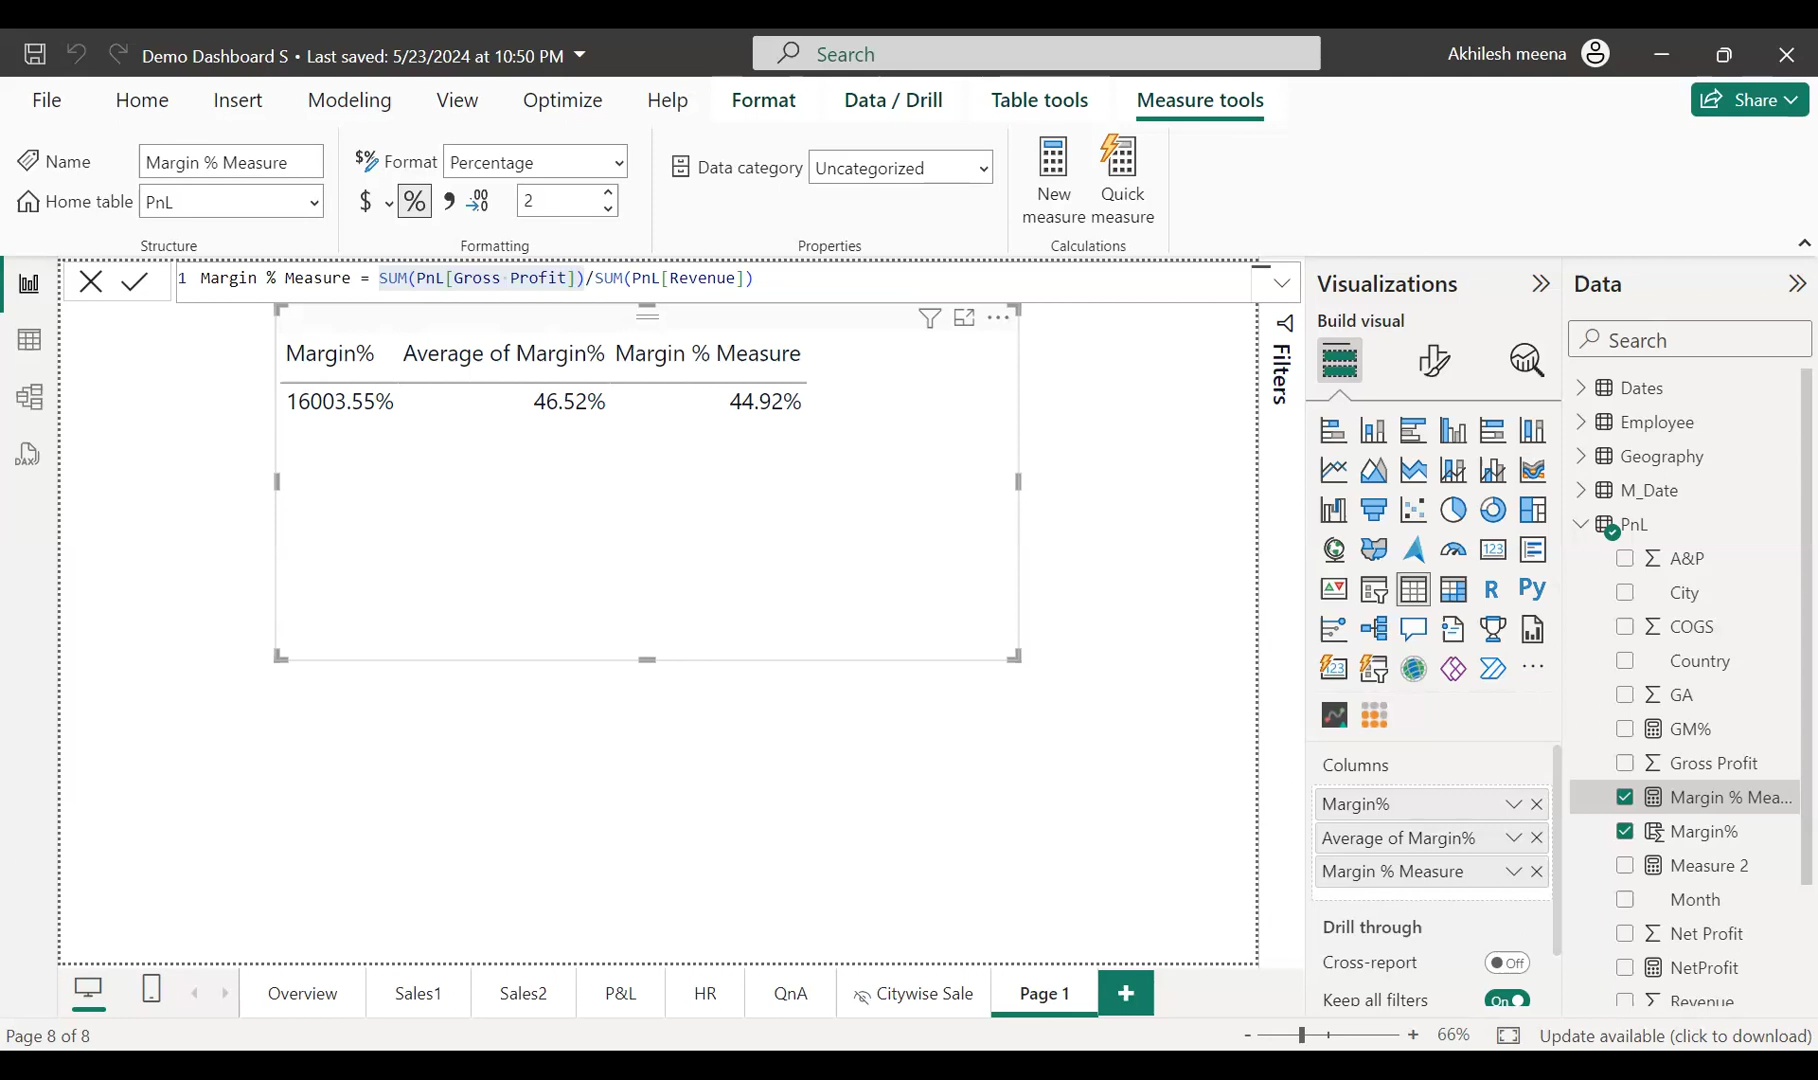 Demo Dashboard S • Last saved: 5/23/2024 at 10:50 PM
Search
Akhilesh meena
File Home Insert Modeling View Optimize Help Format Data / Drill Table tools Measure tools
Share
Name Margin % Measure
Home table PnL
Structure
$% Format Percentage
$ % , .00 2
Formatting
Data category Uncategorized
Properties
New measure
Quick measure
Calculations
1 Margin % Measure = SUM(PnL[Gross Profit])/SUM(PnL[Revenue])
Margin% Average of Margin% Margin % Measure
16003.55% 46.52% 44.92%
DAX
Filters
Visualizations
Build visual
123
R Py
123
Columns
Margin%
Average of Margin%
Margin % Measure
Drill through
Cross-report Off
Keep all filters On
Data
Search
Dates
Employee
Geography
M_Date
PnL
A&P
City
COGS
Country
GA
GM%
Gross Profit
Margin % Mea...
Margin%
Measure 2
Month
Net Profit
NetProfit
Revenue
Overview Sales1 Sales2 P&L HR QnA Citywise Sale Page 1 +
Page 8 of 8
- + 66%
Update available (click to download)